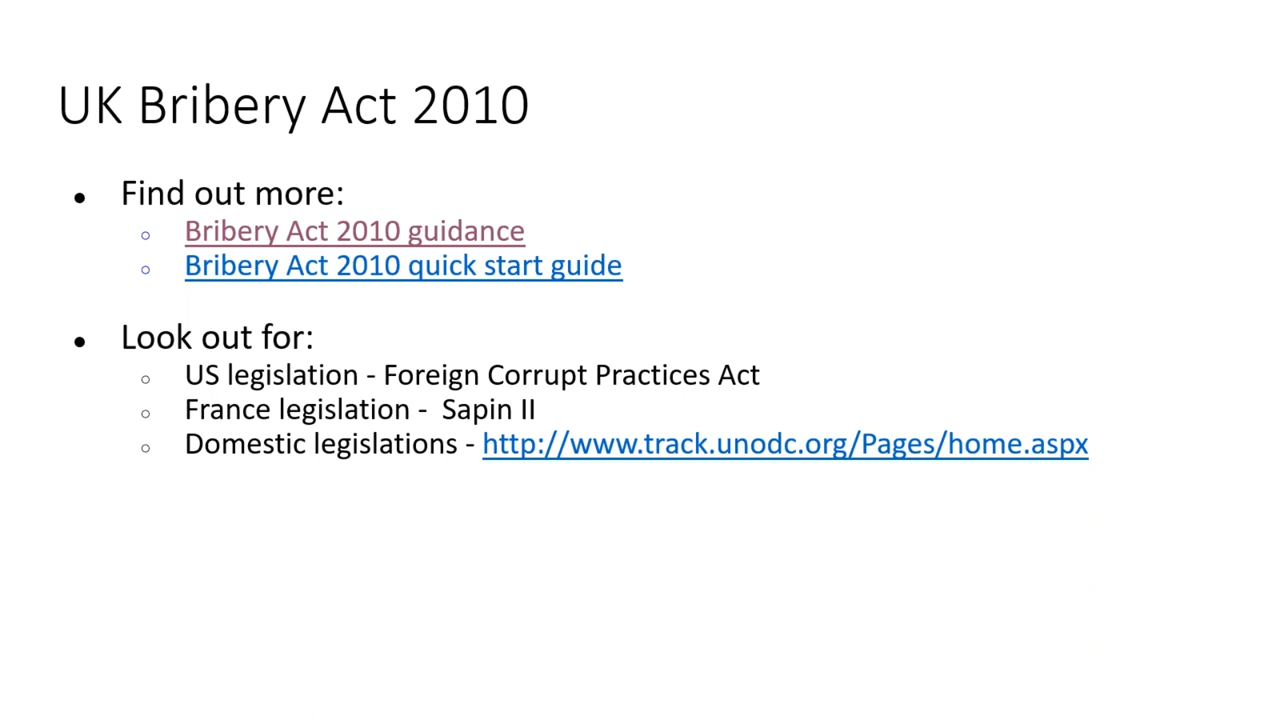 UK Bribery Act 2010
● Find out more:
○ Bribery Act 2010 guidance
○ Bribery Act 2010 quick start guide
● Look out for:
○ US legislation - Foreign Corrupt Practices Act
○ France legislation -  Sapin II
○ Domestic legislations - http://www.track.unodc.org/Pages/home.aspx